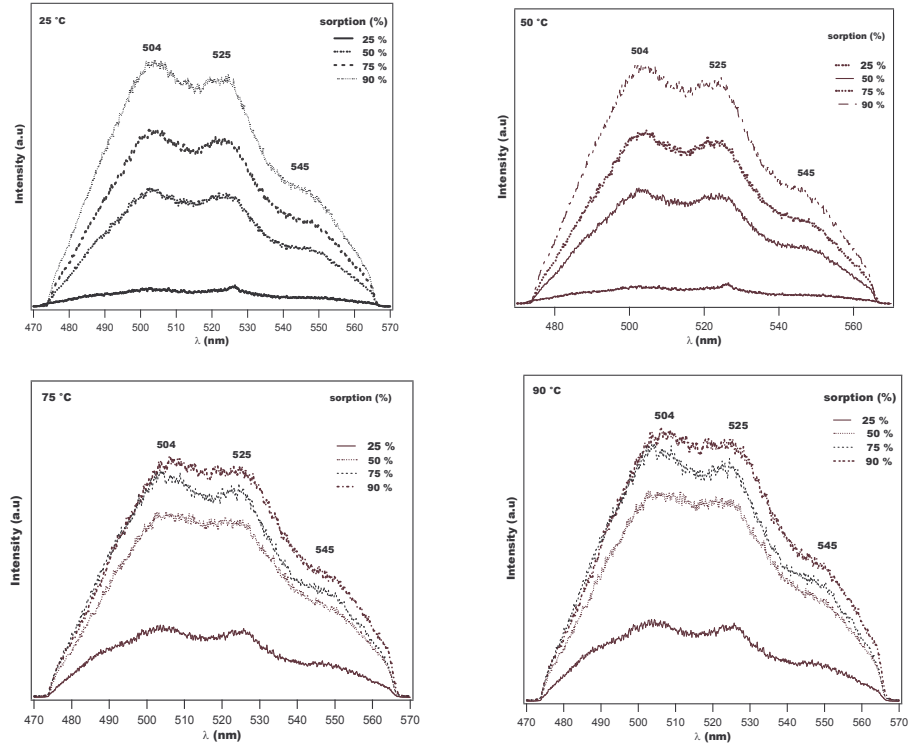 25 °C
sorption (%)
25 %
50 %
75 %
90 %
504
525
545
Intensity (a.u)
470 480 490 500 510 520 530 540 550 560 570
λ (nm)
50 °C
sorption (%)
25 %
50 %
75 %
90 %
504
525
545
Intensity (a.u)
480 500 520 540 560
λ (nm)
75 °C
sorption (%)
25 %
50 %
75 %
90 %
504
525
545
Intensity (a.u)
470 480 490 500 510 520 530 540 550 560 570
λ (nm)
90 °C
sorption (%)
25 %
50 %
75 %
90 %
504
525
545
Intensity (a.u)
470 480 490 500 510 520 530 540 550 560 570
λ (nm)